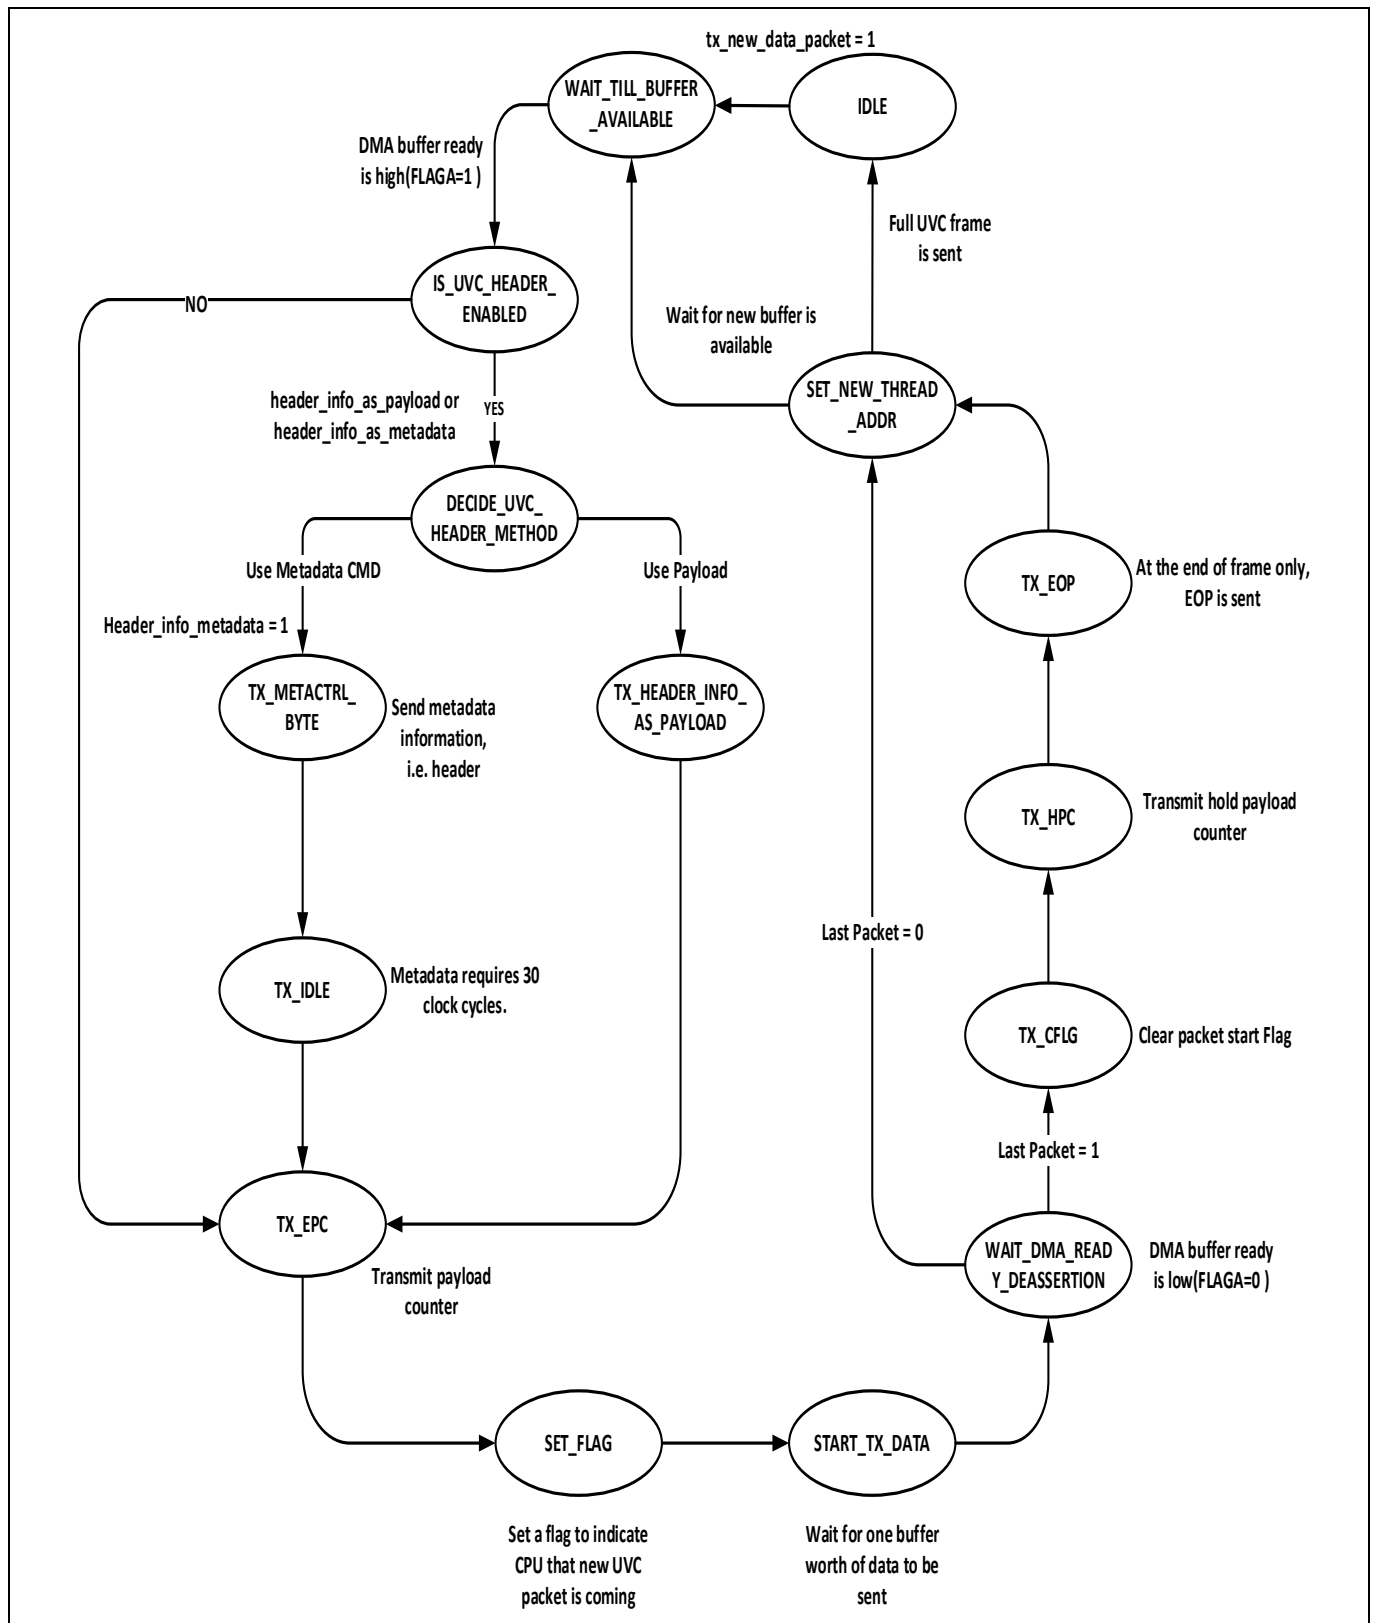 tx_new_data_packet = 1
WAIT_TILL_BUFFER
_AVAILABLE
IDLE
DMA buffer ready
is high(FLAGA=1 )
Full UVC frame
is sent
IS_UVC_HEADER_
ENABLED
NO
Wait for new buffer is
available
header_info_as_payload or
header_info_as_metadata
YES
SET_NEW_THREAD
_ADDR
DECIDE_UVC_
HEADER_METHOD
Use Metadata CMD
Use Payload
TX_EOP
At the end of frame only,
EOP is sent
Header_info_metadata = 1
TX_METACTRL_
BYTE
Send metadata
information,
i.e. header
TX_HEADER_INFO_
AS_PAYLOAD
TX_HPC
Transmit hold payload
counter
Last Packet = 0
TX_IDLE
Metadata requires 30
clock cycles.
TX_CFLG
Clear packet start Flag
Last Packet = 1
TX_EPC
Transmit payload
counter
WAIT_DMA_READ
Y_DEASSERTION
DMA buffer ready
is low(FLAGA=0 )
SET_FLAG
START_TX_DATA
Set a flag to indicate
CPU that new UVC
packet is coming
Wait for one buffer
worth of data to be
sent